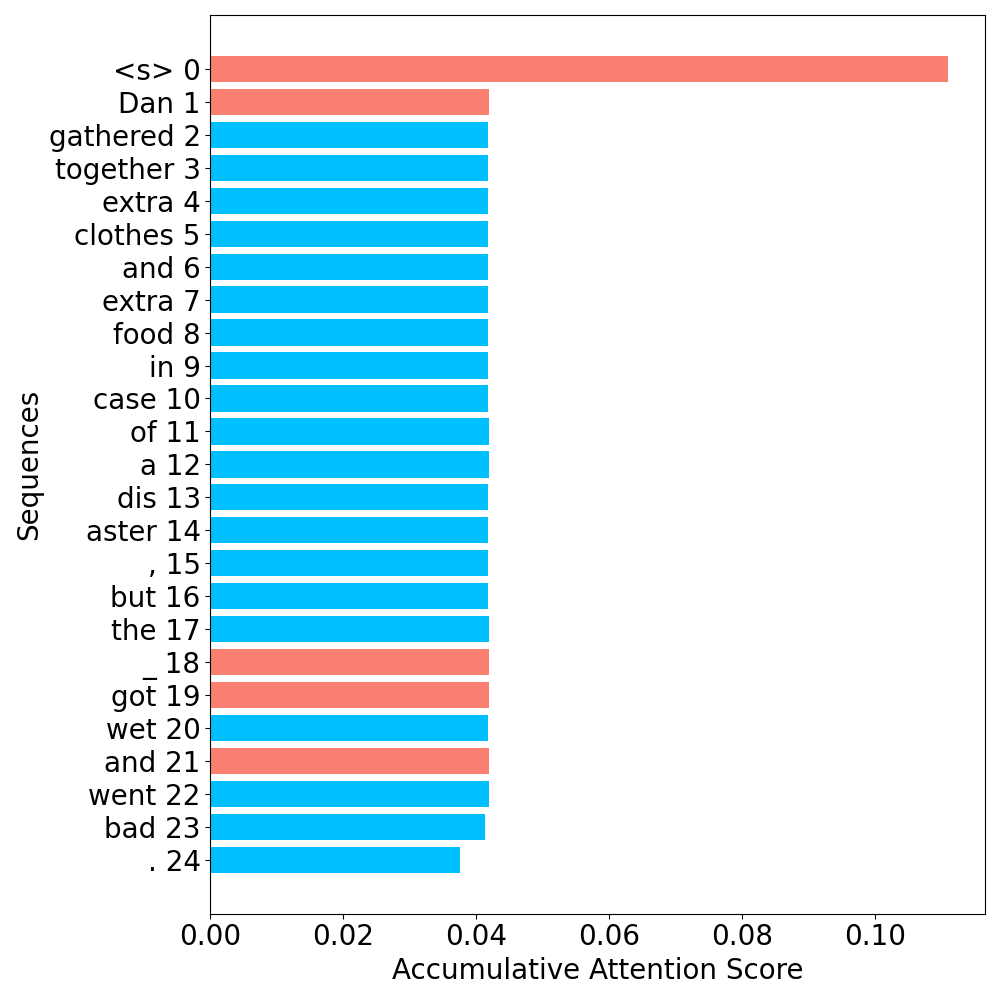 <s> 0
Dan 1
gathered 2
together 3
extra 4
clothes 5
and 6
extra 7
food 8
in 9
case 10
of 11
a 12
dis 13
aster 14
, 15
but 16
the 17
_ 18
got 19
wet 20
and 21
went 22
bad 23
. 24
Sequences
0.00 0.02 0.04 0.06 0.08 0.10
Accumulative Attention Score